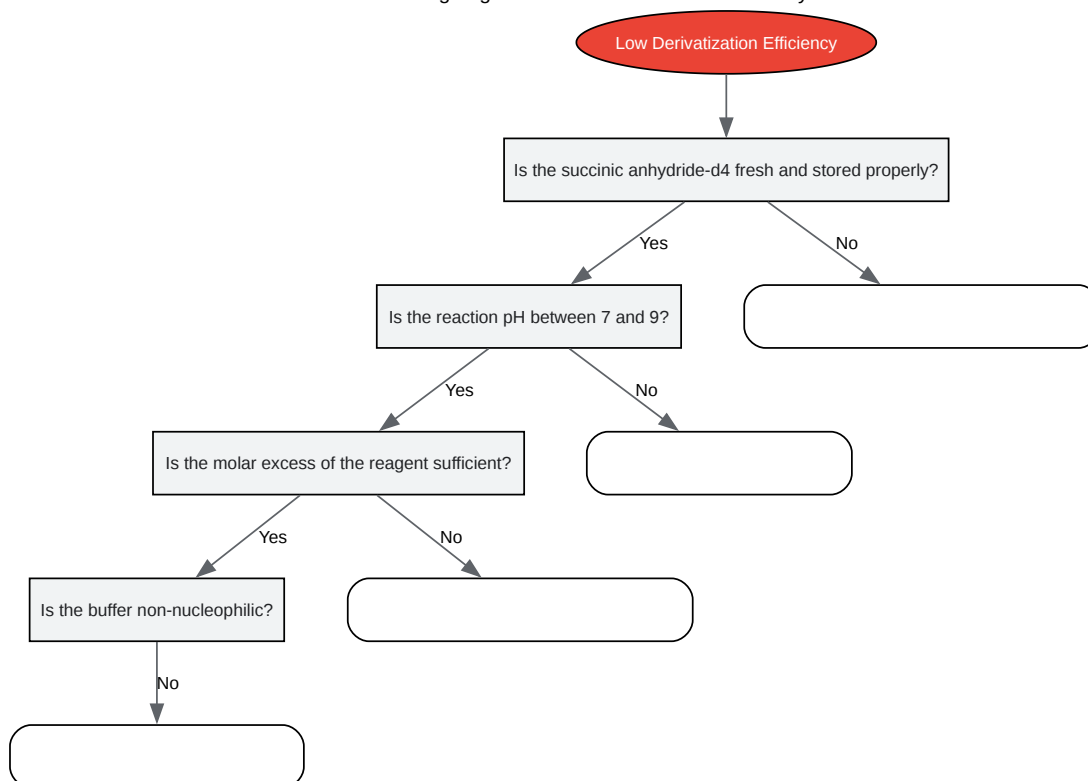 Low Derivatization Efficiency
Is the succinic anhydride-d4 fresh and stored properly?
Yes
No
Is the reaction pH between 7 and 9?
Yes
No
Is the molar excess of the reagent sufficient?
Yes
No
Is the buffer non-nucleophilic?
No